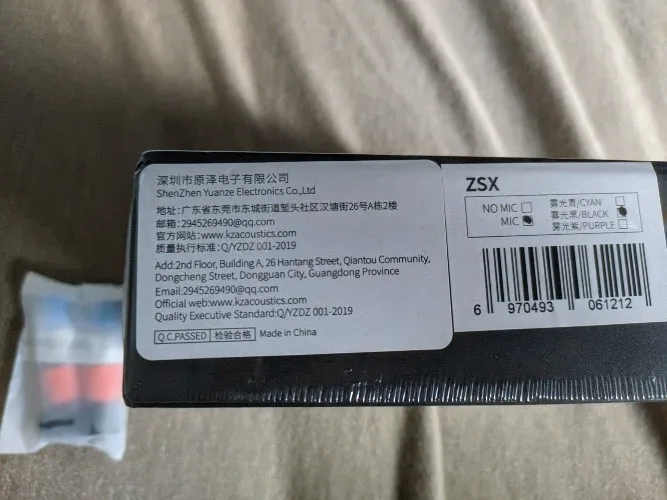 深圳市原泽电子有限公司
ShenZhen Yuanze Electronics Co.,Ltd
地址:广东省东莞市东城街道堑头社区汉塘街26号A栋2楼
邮箱:2945269490@qq.com
官方网站:www.kzacoustics.com
质量执行标准:Q/YZDZ 001-2019
Add:2nd Floor, Building A, 26 Hantang Street, Qiantou Community,
Dongcheng Street, Dongguan City, Guangdong Province
Email:2945269490@qq.com
Official web:www.kzacoustics.com
Quality Executive Standard:Q/YZDZ 001-2019
Q.C.PASSED 检验合格 Made in China
ZSX
NO MIC
MIC
雾光青/CYAN
雾光黑/BLACK
雾光紫/PURPLE
6 970493 061212